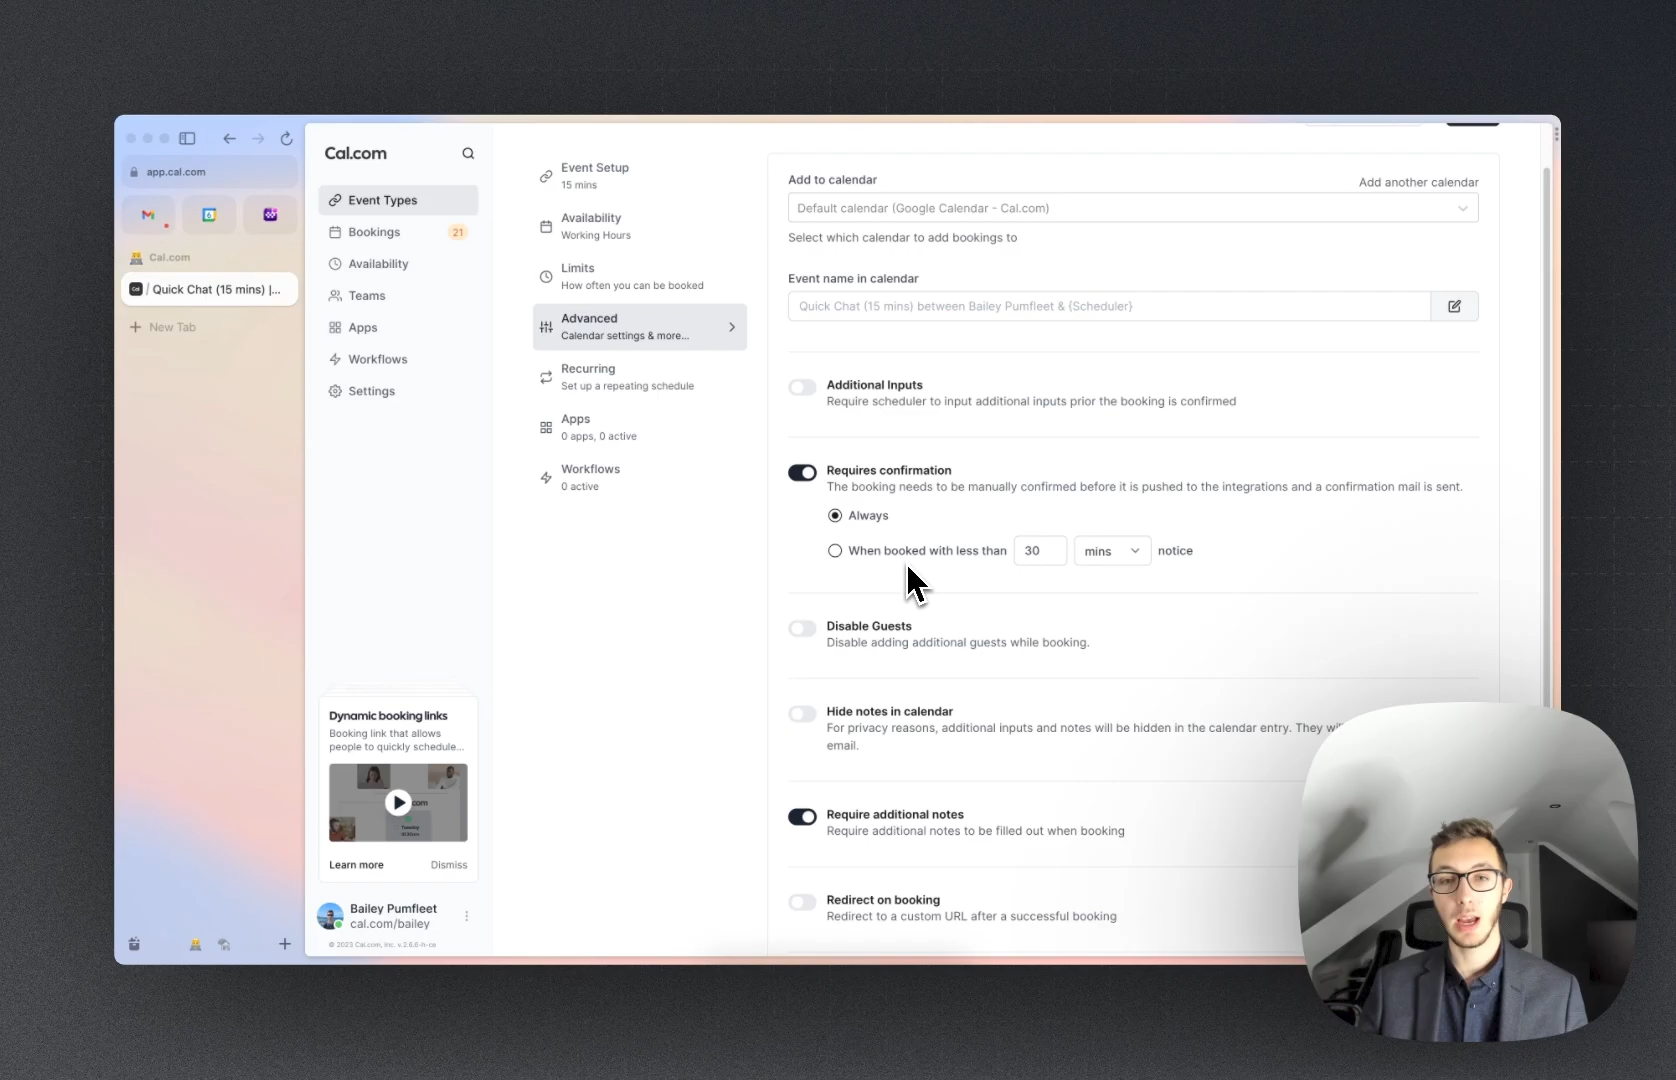 app.cal.com
Cal.com
Quick Chat (15 mins) |...
New Tab
Cal.com
Event Types
Bookings
21
Availability
Teams
Apps
Workflows
Settings
Dynamic booking links
Booking link that allows
people to quickly schedule...
Learn more
Dismiss
Bailey Pumfleet
cal.com/bailey
© 2023 Cal.com, Inc. v.2.6.6-h-ce
Event Setup
15 mins
Availability
Working Hours
Limits
How often you can be booked
Advanced
Calendar settings & more...
Recurring
Set up a repeating schedule
Apps
0 apps, 0 active
Workflows
0 active
Add to calendar
Add another calendar
Default calendar (Google Calendar - Cal.com)
Select which calendar to add bookings to
Event name in calendar
Quick Chat (15 mins) between Bailey Pumfleet & {Scheduler}
Additional Inputs
Require scheduler to input additional inputs prior the booking is confirmed
Requires confirmation
The booking needs to be manually confirmed before it is pushed to the integrations and a confirmation mail is sent.
Always
When booked with less than 30 mins notice
Disable Guests
Disable adding additional guests while booking.
Hide notes in calendar
For privacy reasons, additional inputs and notes will be hidden in the calendar entry. They
email.
Require additional notes
Require additional notes to be filled out when booking
Redirect on booking
Redirect to a custom URL after a successful booking